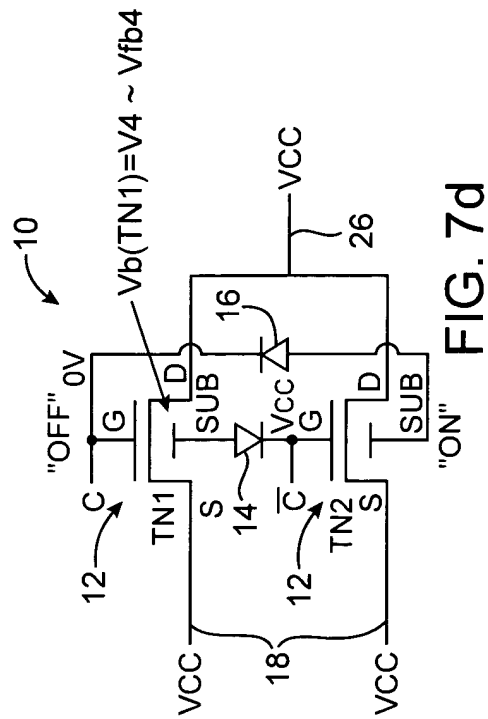 10
"OFF"
0V
Vb(TN1)=V4 ~ Vfb4
C
G
D
12
TN1
SUB
S
16
VCC
18
14
VCC
VCC
26
C
G
12
TN2
D
S
SUB
VCC
"ON"
FIG. 7d